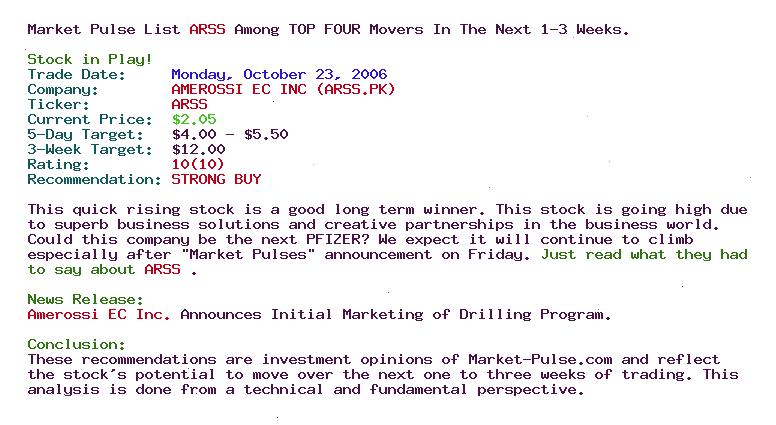 Market Pulse List ARSS Among TOP FOUR Movers In The Next 1-3 Weeks.
Stock in Play!
Trade Date: Monday, October 23, 2006
Company: AMEROSSI EC INC (ARSS.PK)
Ticker: ARSS
Current Price: $2.05
5-Day Target: $4.00 - $5.50
3-Week Target: $12.00
Rating: 10(10)
Recommendation: STRONG BUY
This quick rising stock is a good long term winner. This stock is going high due
to superb business solutions and creative partnerships in the business world.
Could this company be the next PFIZER? We expect it will continue to climb
especially after "Market Pulses" announcement on Friday. Just read what they had
to say about ARSS .
News Release:
Amerossi EC Inc. Announces Initial Marketing of Drilling Program.
Conclusion:
These recommendations are investment opinions of Market-Pulse.com and reflect
the stock's potential to move over the next one to three weeks of trading. This
analysis is done from a technical and fundamental perspective.